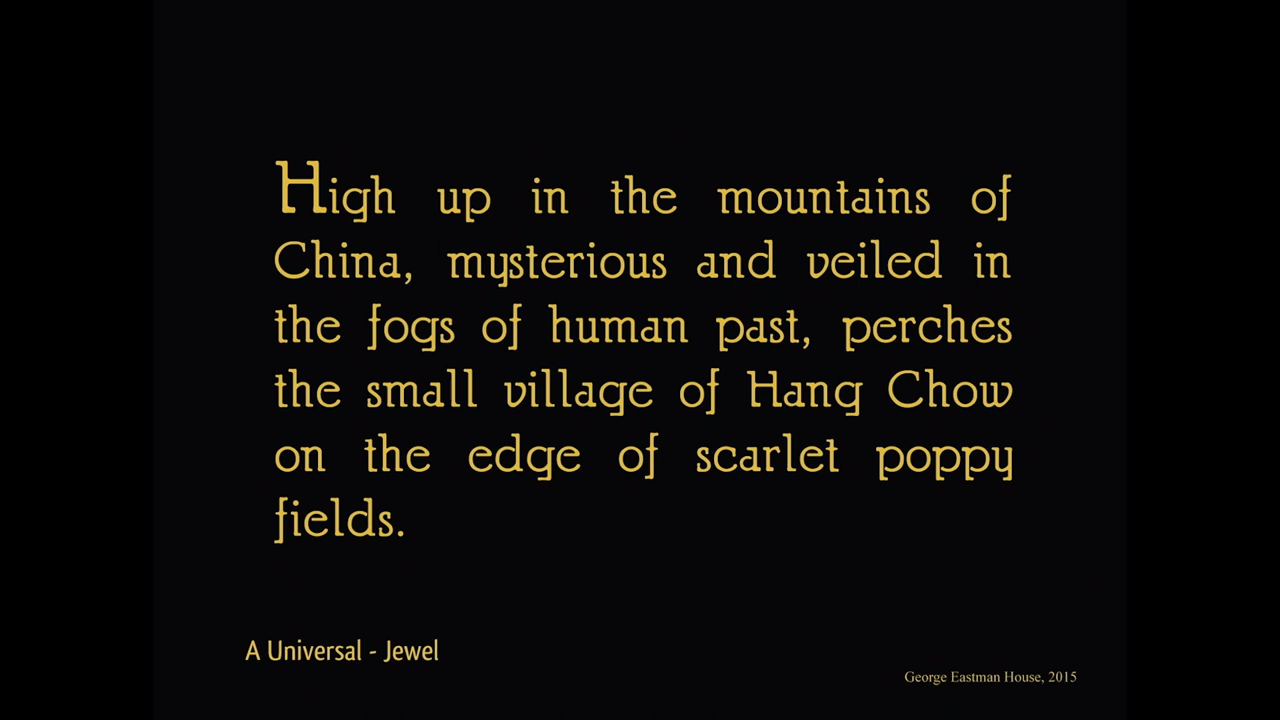 High up in the mountains of
China, mysterious and veiled in
the fogs of human past, perches
the small village of Hang Chow
on the edge of scarlet poppy
fields.
A Universal - Jewel
George Eastman House, 2015